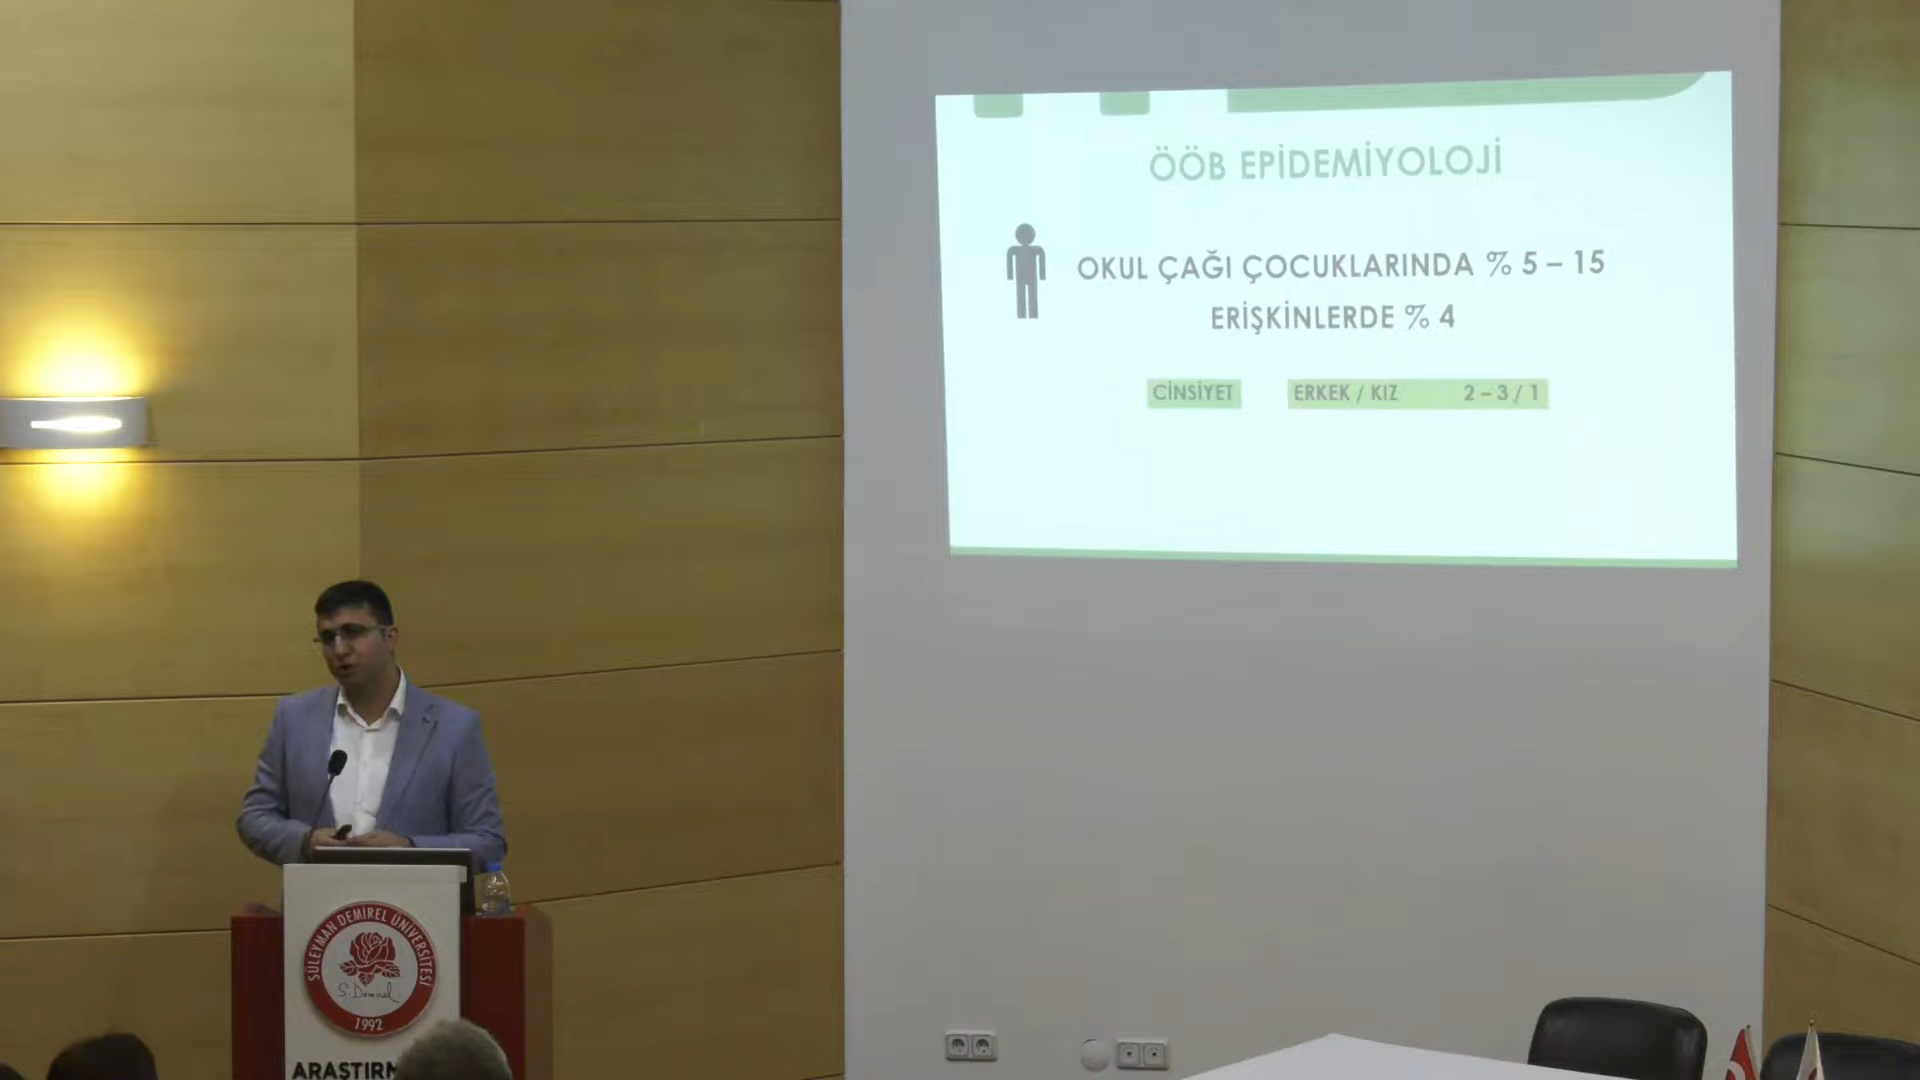 ÖÖB EPİDEMİYOLOJİ
OKUL ÇAĞI ÇOCUKLARINDA % 5 – 15
ERİŞKİNLERDE % 4
CİNSİYET ERKEK / KIZ 2 – 3 / 1
SÜLEYMAN DEMİREL ÜNİVERSİTESİ
S. Demirel
1992